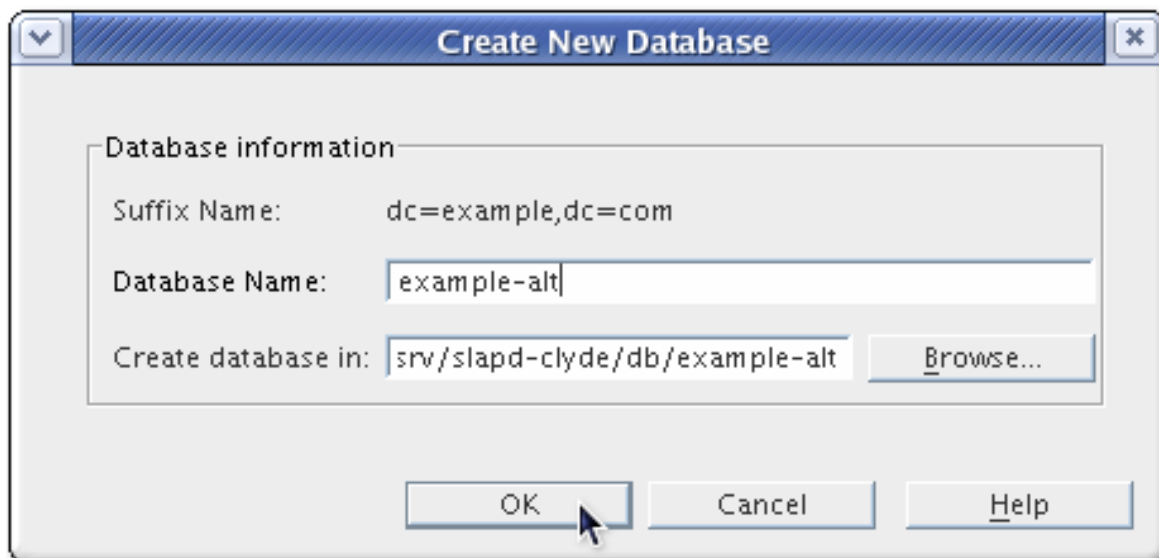 Create New Database
Database information
Suffix Name: dc=example,dc=com
Database Name: example-alt
Create database in: srv/slapd-clyde/db/example-alt Browse...
OK Cancel Help